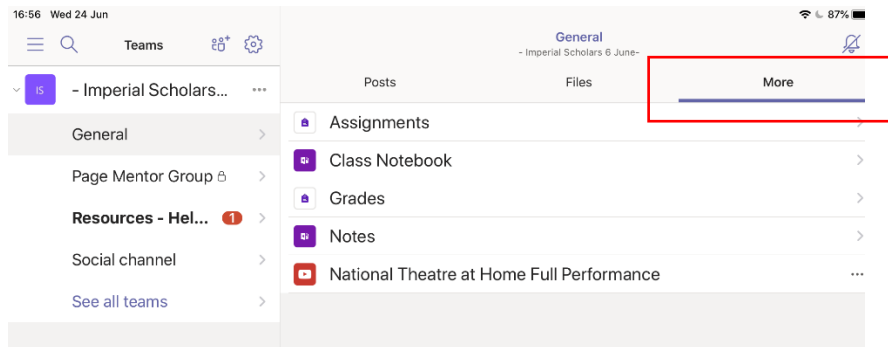 16:56 Wed 24 Jun
87%
Teams
General
- Imperial Scholars 6 June-
IS
- Imperial Scholars...
Posts
Files
More
General
Page Mentor Group
Resources - Hel...
1
Social channel
See all teams
Assignments
Class Notebook
Grades
Notes
National Theatre at Home Full Performance